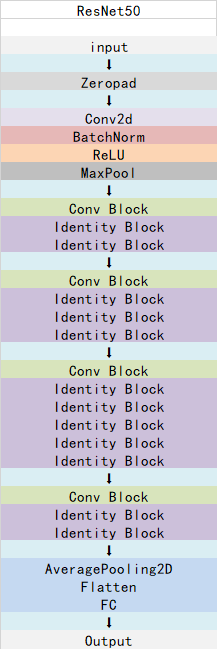 ResNet50
input
⬇
Zeropad
⬇
Conv2d
BatchNorm
ReLU
MaxPool
⬇
Conv Block
Identity Block
Identity Block
⬇
Conv Block
Identity Block
Identity Block
Identity Block
⬇
Conv Block
Identity Block
Identity Block
Identity Block
Identity Block
Identity Block
⬇
Conv Block
Identity Block
Identity Block
⬇
AveragePooling2D
Flatten
FC
⬇
Output